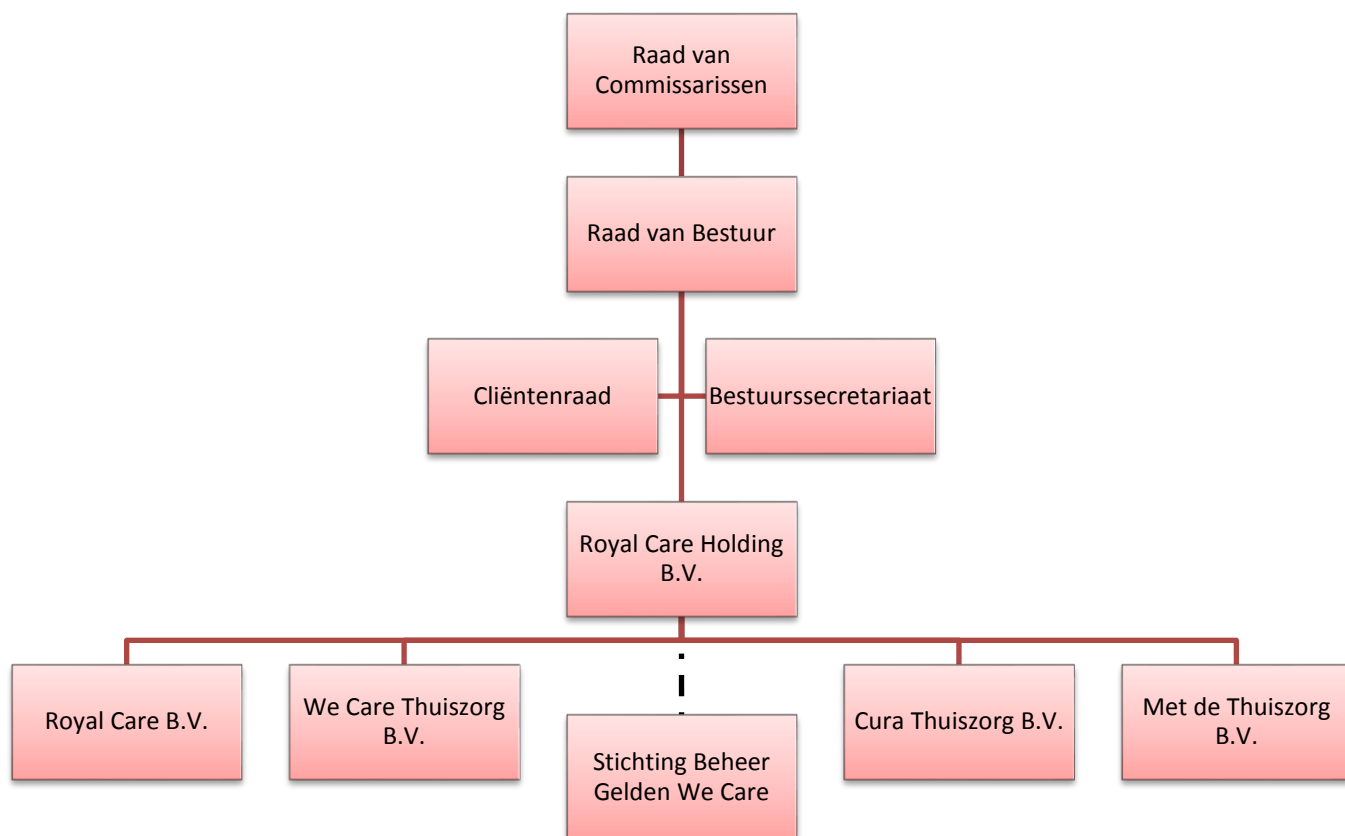 Raad van
Commissarissen
Raad van Bestuur
Cliëntenraad
Bestuurssecretariaat
Royal Care Holding
B.V.
Royal Care B.V.
We Care Thuiszorg
B.V.
Stichting Beheer
Gelden We Care
Cura Thuiszorg B.V.
Met de Thuiszorg
B.V.